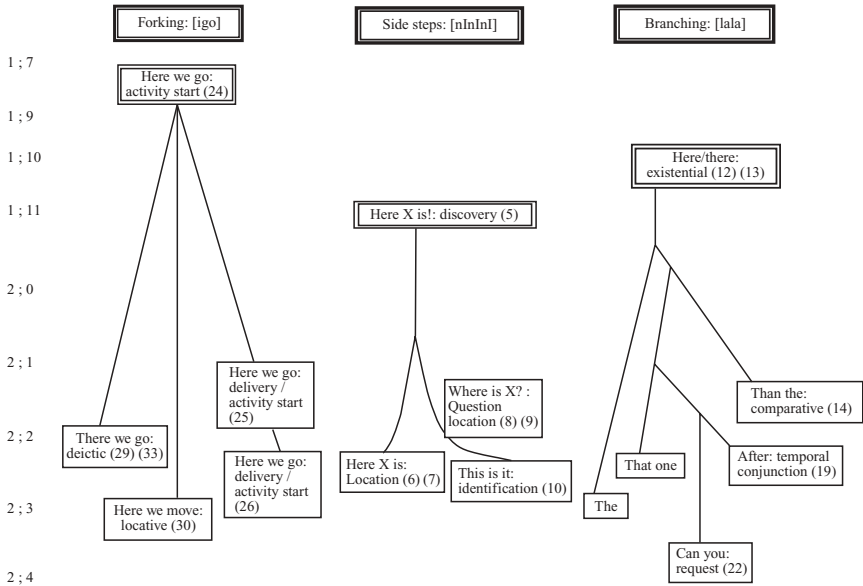 Forking: [igo]
Side steps: [nInInI]
Branching: [lala]
1 ; 7
Here we go:
activity start (24)
1 ; 9
1 ; 10
Here/there:
existential (12) (13)
1 ; 11
Here X is!: discovery (5)
2 ; 0
2 ; 1
Here we go:
delivery /
activity start
(25)
Where is X? :
Question
location (8) (9)
Than the:
comparative (14)
2 ; 2
There we go:
deictic (29) (33)
Here we go:
delivery /
activity start
(26)
Here X is:
Location (6) (7)
This is it:
identification (10)
That one
After: temporal
conjunction (19)
2 ; 3
Here we move:
locative (30)
The
Can you:
request (22)
2 ; 4